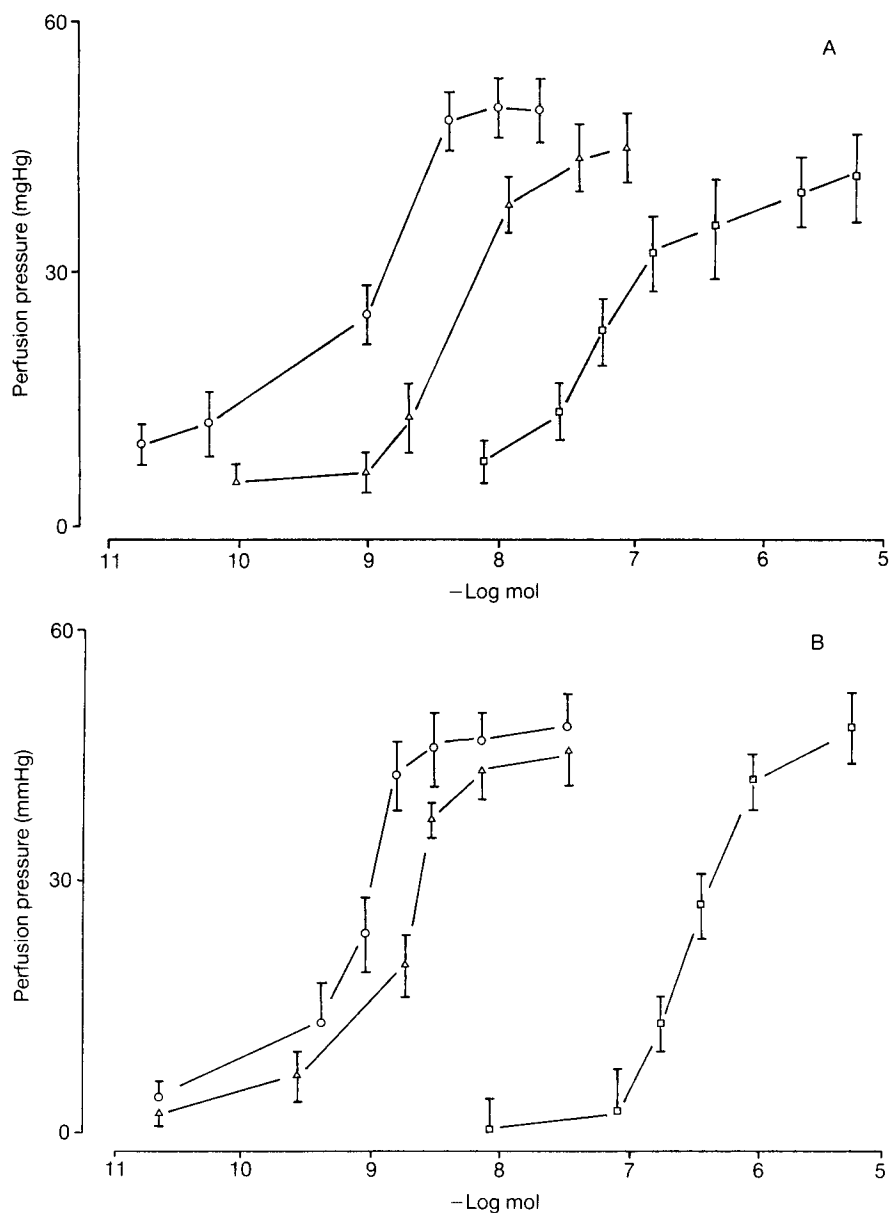 60
A
Perfusion pressure (mgHg)
30
0
11 10 9 8 7 6 5
−Log mol
60
B
Perfusion pressure (mmHg)
30
0
11 10 9 8 7 6 5
−Log mol